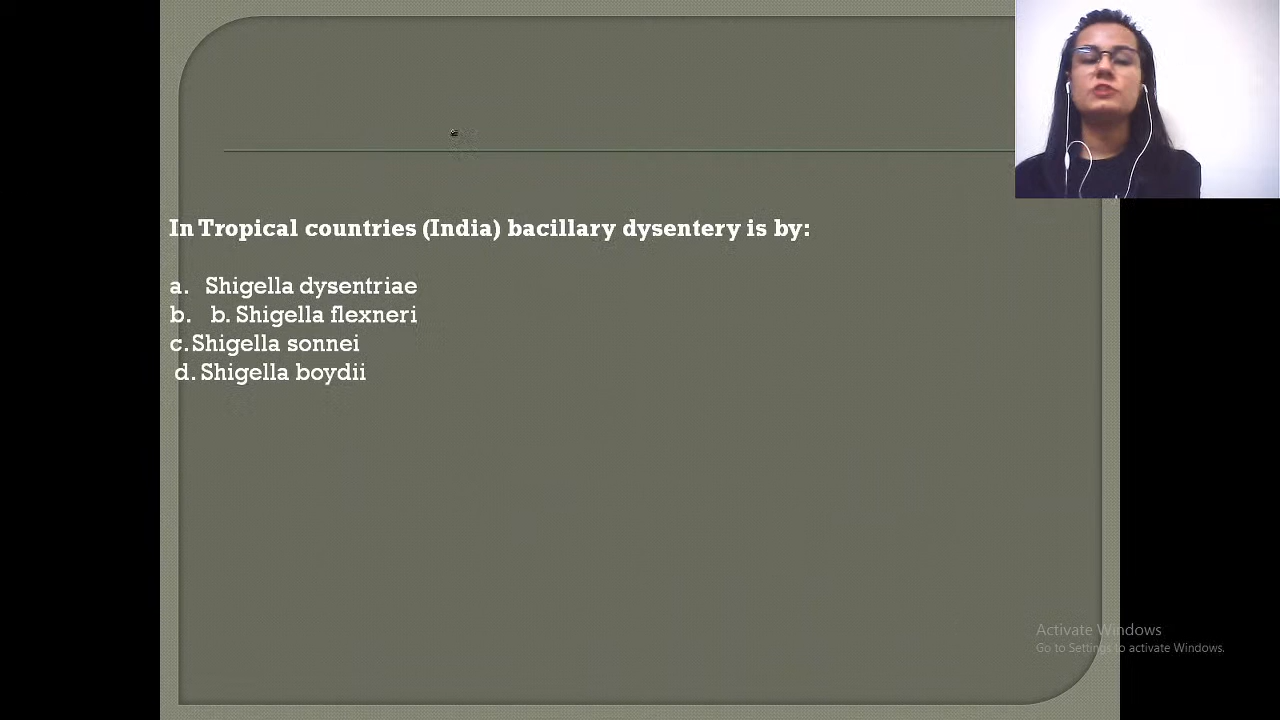 In Tropical countries (India) bacillary dysentery is by:
a. Shigella dysentriae
b. b. Shigella flexneri
c. Shigella sonnei
d. Shigella boydii
Activate Windows
Go to Settings to activate Windows.